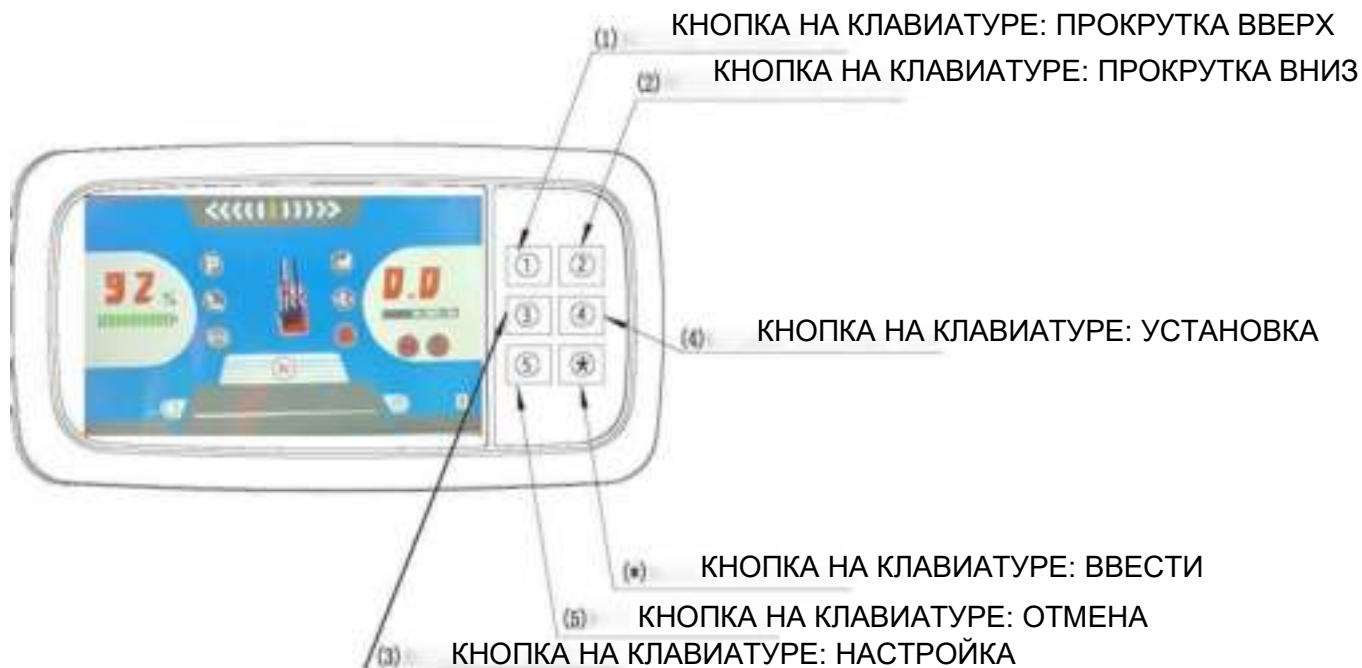 (1) КНОПКА НА КЛАВИАТУРЕ: ПРОКРУТКА ВВЕРХ
(2) КНОПКА НА КЛАВИАТУРЕ: ПРОКРУТКА ВНИЗ
92 %
0.0
N
① ②
③ ④
⑤ *
(4) КНОПКА НА КЛАВИАТУРЕ: УСТАНОВКА
(*) КНОПКА НА КЛАВИАТУРЕ: ВВЕСТИ
(5) КНОПКА НА КЛАВИАТУРЕ: ОТМЕНА
(3) КНОПКА НА КЛАВИАТУРЕ: НАСТРОЙКА